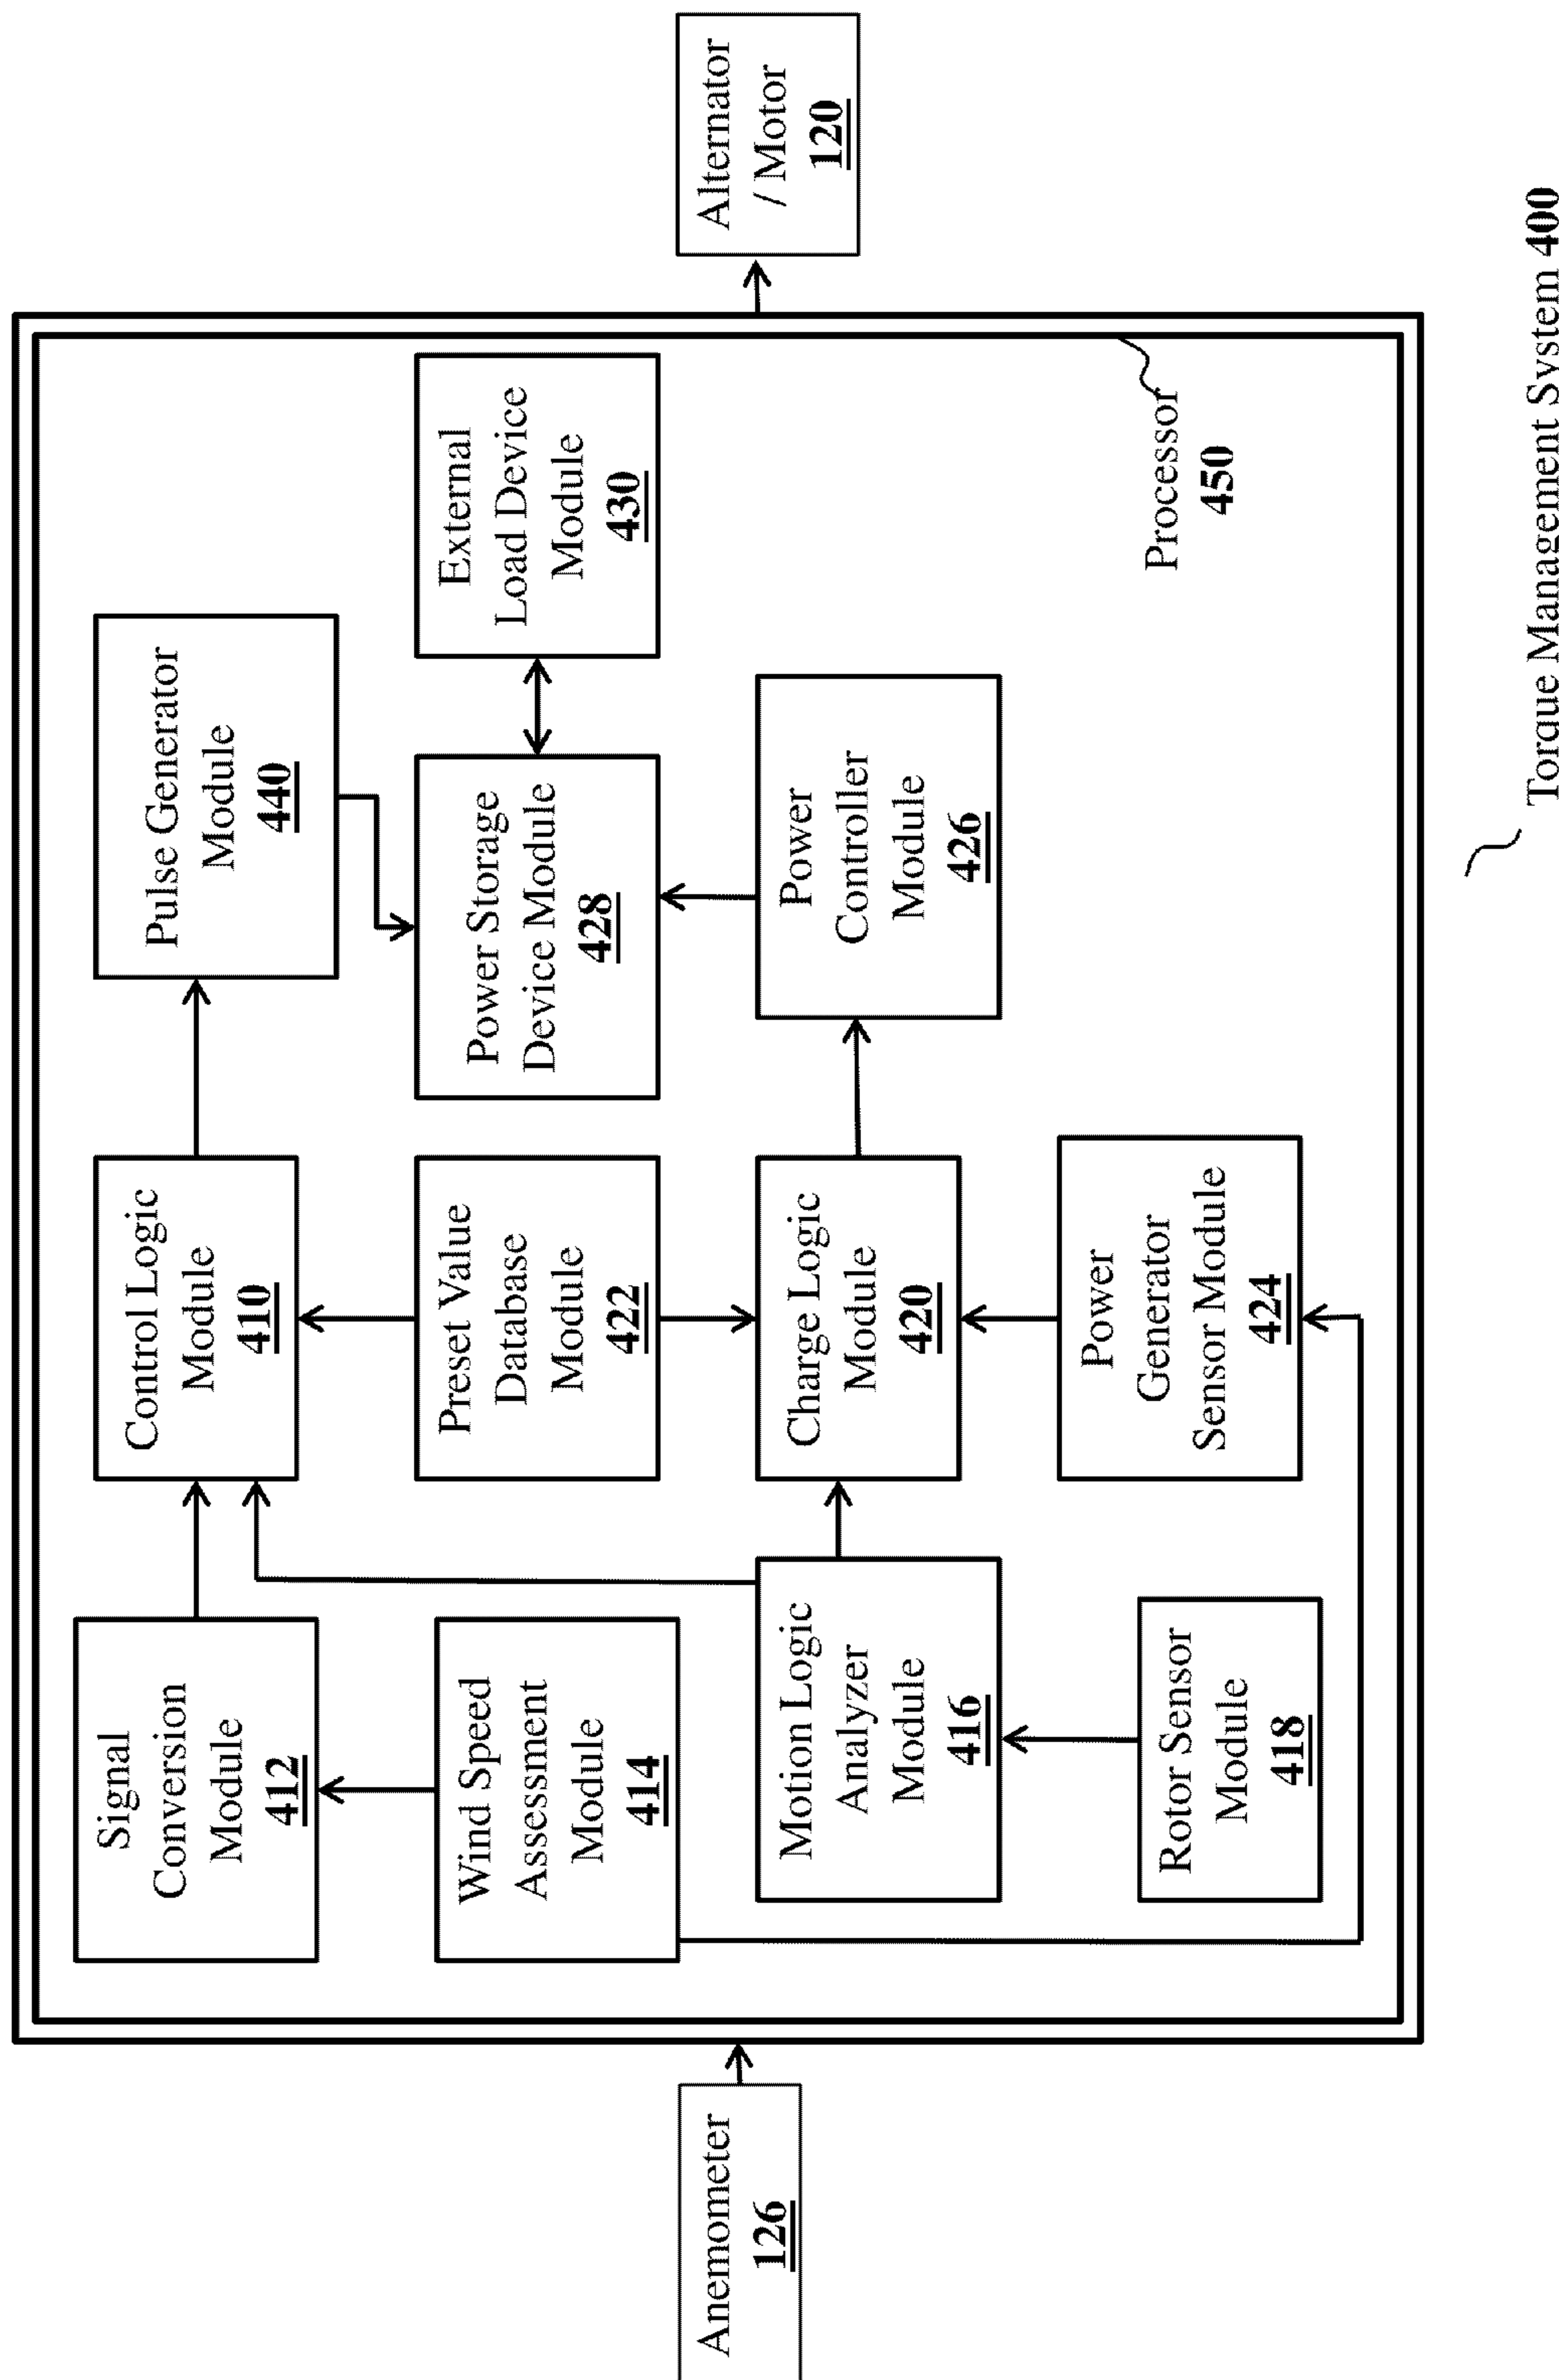 Anemometer
126
Signal
Conversion
Module
412
Wind Speed
Assessment
Module
414
Motion Logic
Analyzer
Module
416
Rotor Sensor
Module
418
Control Logic
Module
410
Preset Value
Database
Module
422
Charge Logic
Module
420
Power
Generator
Sensor Module
424
Pulse Generator
Module
440
Power Storage
Device Module
428
Power
Controller
Module
426
External
Load Device
Module
430
Processor
450
Alternator
/ Motor
120
Torque Management System 400